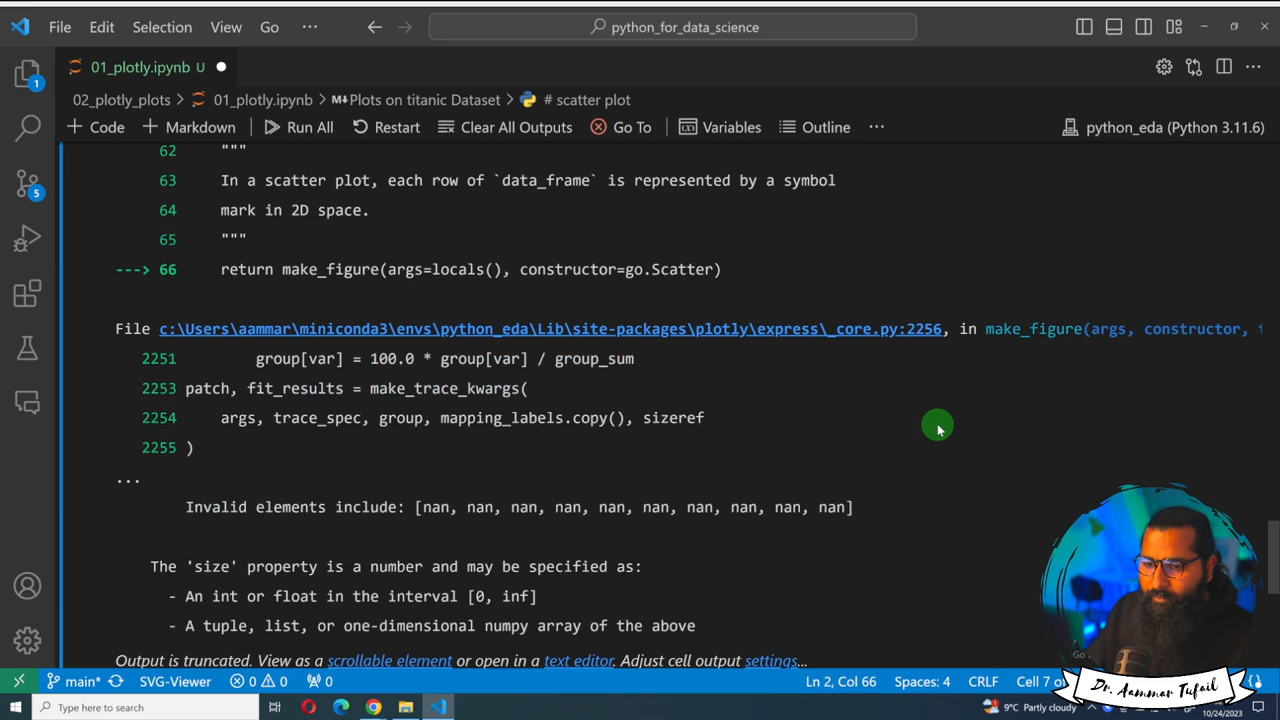 File Edit Selection View Go ··· python_for_data_science
01_plotly.ipynb U
02_plotly_plots > 01_plotly.ipynb > M↓Plots on titanic Dataset > # scatter plot
+ Code + Markdown Run All Restart Clear All Outputs Go To Variables Outline ··· python_eda (Python 3.11.6)
62 """
63 In a scatter plot, each row of `data_frame` is represented by a symbol
64 mark in 2D space.
65 """
---> 66 return make_figure(args=locals(), constructor=go.Scatter)
File c:\Users\aammar\miniconda3\envs\python_eda\Lib\site-packages\plotly\express\_core.py:2256, in make_figure(args, constructor,
2251 group[var] = 100.0 * group[var] / group_sum
2253 patch, fit_results = make_trace_kwargs(
2254 args, trace_spec, group, mapping_labels.copy(), sizeref
2255 )
...
Invalid elements include: [nan, nan, nan, nan, nan, nan, nan, nan, nan, nan]
The 'size' property is a number and may be specified as:
- An int or float in the interval [0, inf]
- A tuple, list, or one-dimensional numpy array of the above
Output is truncated. View as a scrollable element or open in a text editor. Adjust cell output settings...
1
5
main* SVG-Viewer 0 0 0 Ln 2, Col 66 Spaces: 4 CRLF Cell 7
Dr. Aammar Tufail
Type here to search 9°C Partly cloudy 10/24/2023